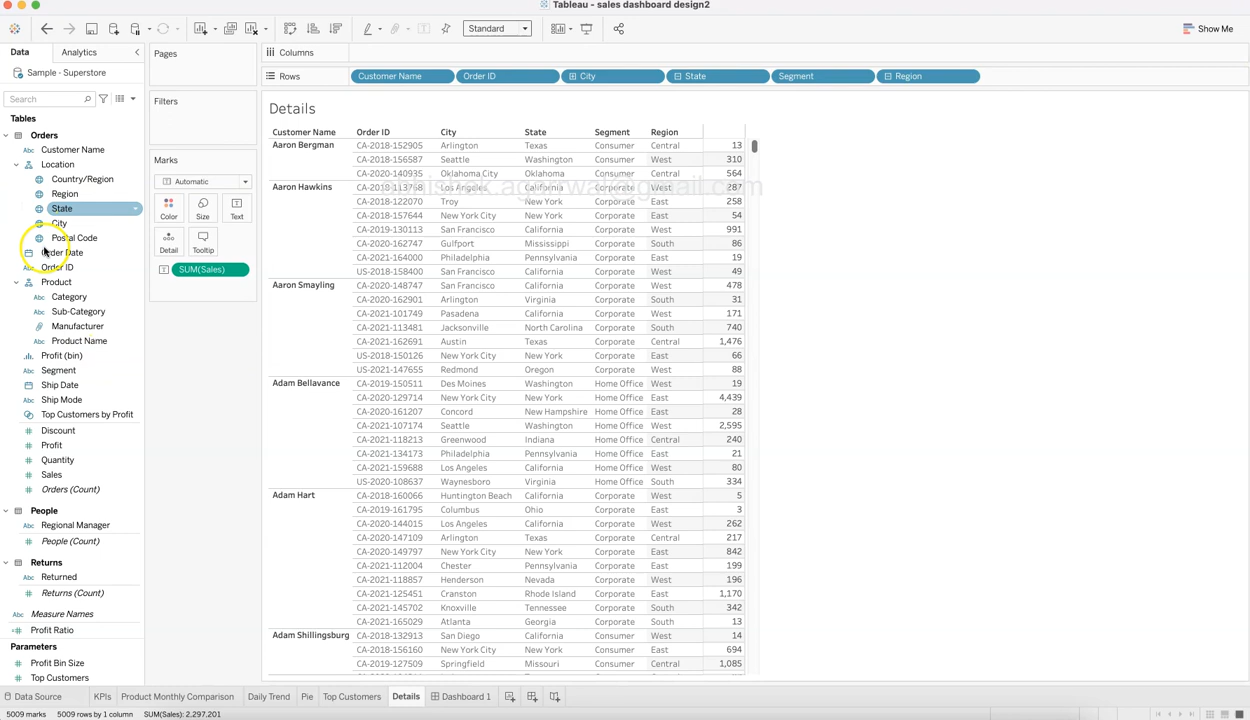 Tableau - sales dashboard design2
Standard
Show Me
Data Analytics
Sample - Superstore
Search
Tables
Orders
Abc Customer Name
Location
Country/Region
Region
State
City
Postal Code
Order Date
Abc Order ID
Product
Abc Category
Abc Sub-Category
Manufacturer
Abc Product Name
Profit (bin)
Abc Segment
Ship Date
Abc Ship Mode
Top Customers by Profit
Discount
Profit
Quantity
Sales
Orders (Count)
People
Abc Regional Manager
People (Count)
Returns
Abc Returned
Returns (Count)
Abc Measure Names
Profit Ratio
Parameters
Profit Bin Size
Top Customers
Pages
Filters
Marks
Automatic
Color Size Text
Detail Tooltip
SUM(Sales)
Columns
Rows Customer Name Order ID City State Segment Region
Details
Customer Name Order ID City State Segment Region
Aaron Bergman CA-2018-152905 Arlington Texas Consumer Central 13
CA-2018-156587 Seattle Washington Consumer West 310
CA-2020-140935 Oklahoma City Oklahoma Consumer Central 564
Aaron Hawkins CA-2018-113768 Los Angeles California Corporate West 287
CA-2018-122070 Troy New York Corporate East 258
CA-2018-157644 New York City New York Corporate East 54
CA-2019-130113 San Francisco California Corporate West 991
CA-2020-162747 Gulfport Mississippi Corporate South 86
CA-2021-164000 Philadelphia Pennsylvania Corporate East 19
US-2018-158400 San Francisco California Corporate West 49
Aaron Smayling CA-2020-148747 San Francisco California Corporate West 478
CA-2020-162901 Arlington Virginia Corporate South 31
CA-2021-101749 Pasadena California Corporate West 171
CA-2021-113481 Jacksonville North Carolina Corporate South 740
CA-2021-162691 Austin Texas Corporate Central 1,476
US-2018-150126 New York City New York Corporate East 66
US-2021-147655 Redmond Oregon Corporate West 88
Adam Bellavance CA-2019-150511 Des Moines Washington Home Office West 19
CA-2020-129714 New York City New York Home Office East 4,439
CA-2020-161207 Concord New Hampshire Home Office East 28
CA-2021-107174 Seattle Washington Home Office West 2,595
CA-2021-118213 Greenwood Indiana Home Office Central 240
CA-2021-134173 Philadelphia Pennsylvania Home Office East 21
CA-2021-159688 Los Angeles California Home Office West 80
US-2020-108637 Waynesboro Virginia Home Office South 334
Adam Hart CA-2018-160066 Huntington Beach California Corporate West 5
CA-2019-161795 Columbus Ohio Corporate East 3
CA-2020-144015 Los Angeles California Corporate West 262
CA-2020-147109 Arlington Texas Corporate Central 217
CA-2020-149797 New York City New York Corporate East 842
CA-2021-112004 Chester Pennsylvania Corporate East 199
CA-2021-118857 Henderson Nevada Corporate West 196
CA-2021-125451 Cranston Rhode Island Corporate East 1,170
CA-2021-145702 Knoxville Tennessee Corporate South 342
CA-2021-165029 Atlanta Georgia Corporate South 13
Adam Shillingsburg CA-2018-132913 San Diego California Consumer West 14
CA-2018-156160 New York City New York Consumer East 694
CA-2019-127509 Springfield Missouri Consumer Central 1,085
Data Source KPIs Product Monthly Comparison Daily Trend Pie Top Customers Details Dashboard 1
5009 marks 5009 rows by 1 column SUM(Sales): 2,297,201